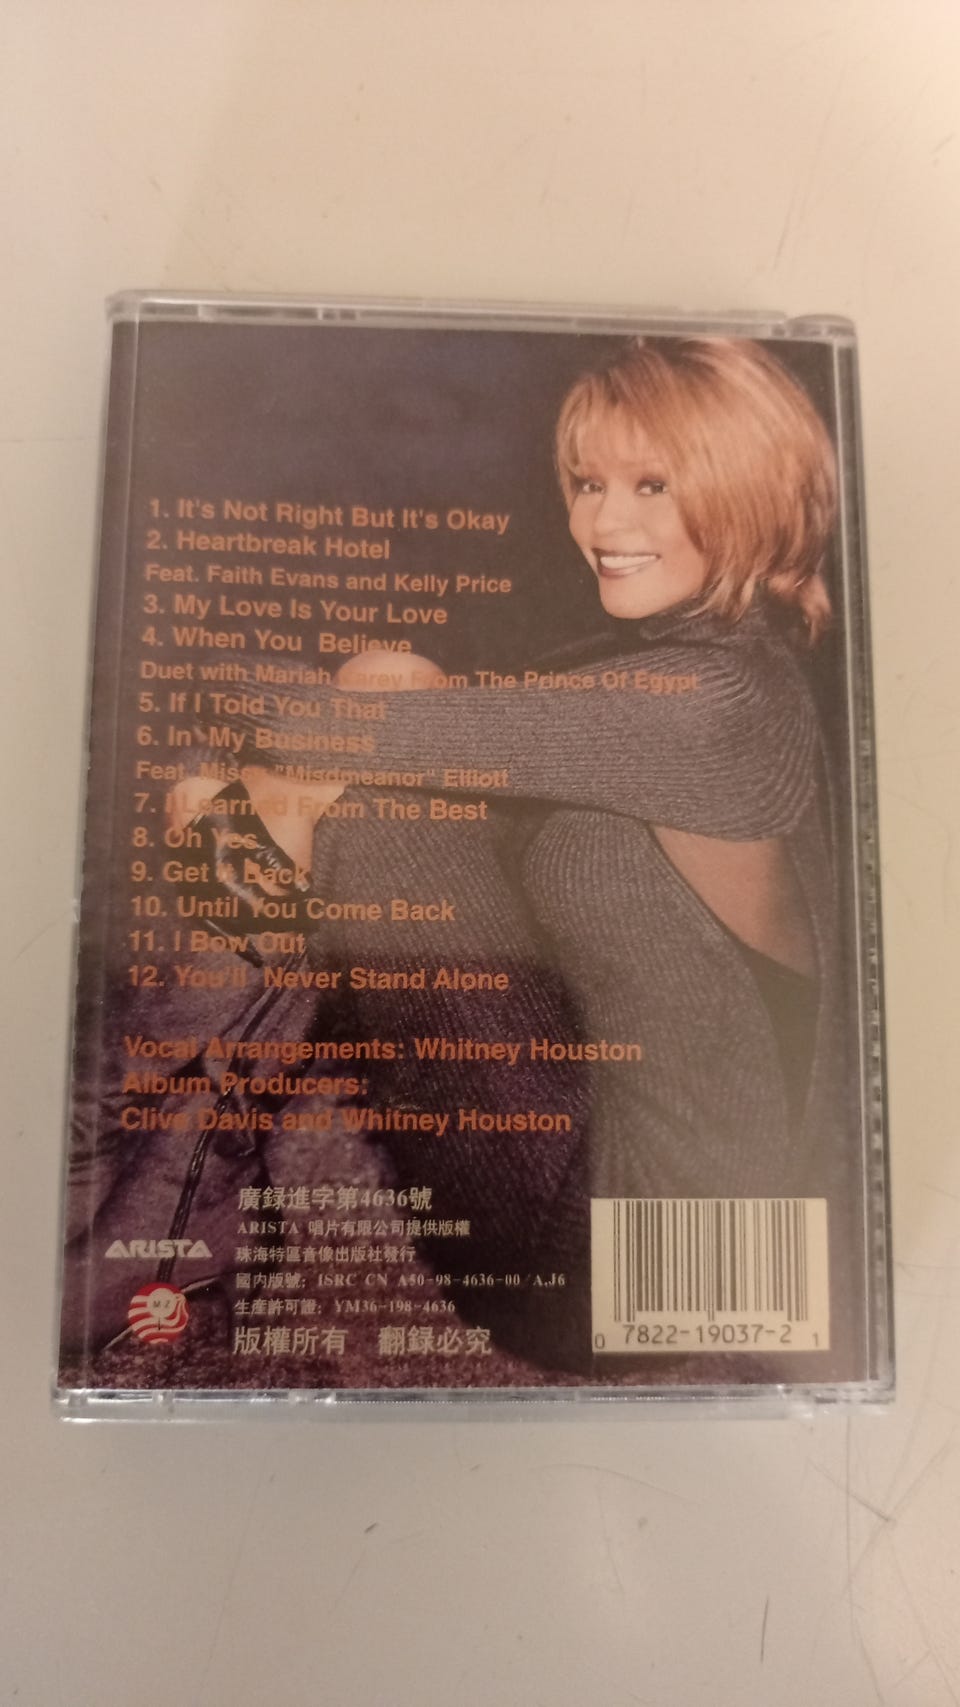 1. It's Not Right But It's Okay
2. Heartbreak Hotel
Feat. Faith Evans and Kelly Price
3. My Love Is Your Love
4. When You Believe
Duet with Mariah Carey From The Prince Of Egypt
5. If I Told You That
6. In My Business
Feat. Missy "Misdmeanor" Elliott
7. I Learned From The Best
8. Oh Yes
9. Get it Back
10. Until You Come Back
11. I Bow Out
12. You'll Never Stand Alone
Vocal Arrangements: Whitney Houston
Album Producers:
Clive Davis and Whitney Houston
廣録進字第4636號
ARISTA 唱片有限公司提供版權
珠海特區音像出版社發行
國内版號: ISRC CN A50-98-4636-00/A.J6
生産許可證: YM36-198-4636
版權所有 翻録必究
ARISTA
MZ
0 7822-19037-2 1